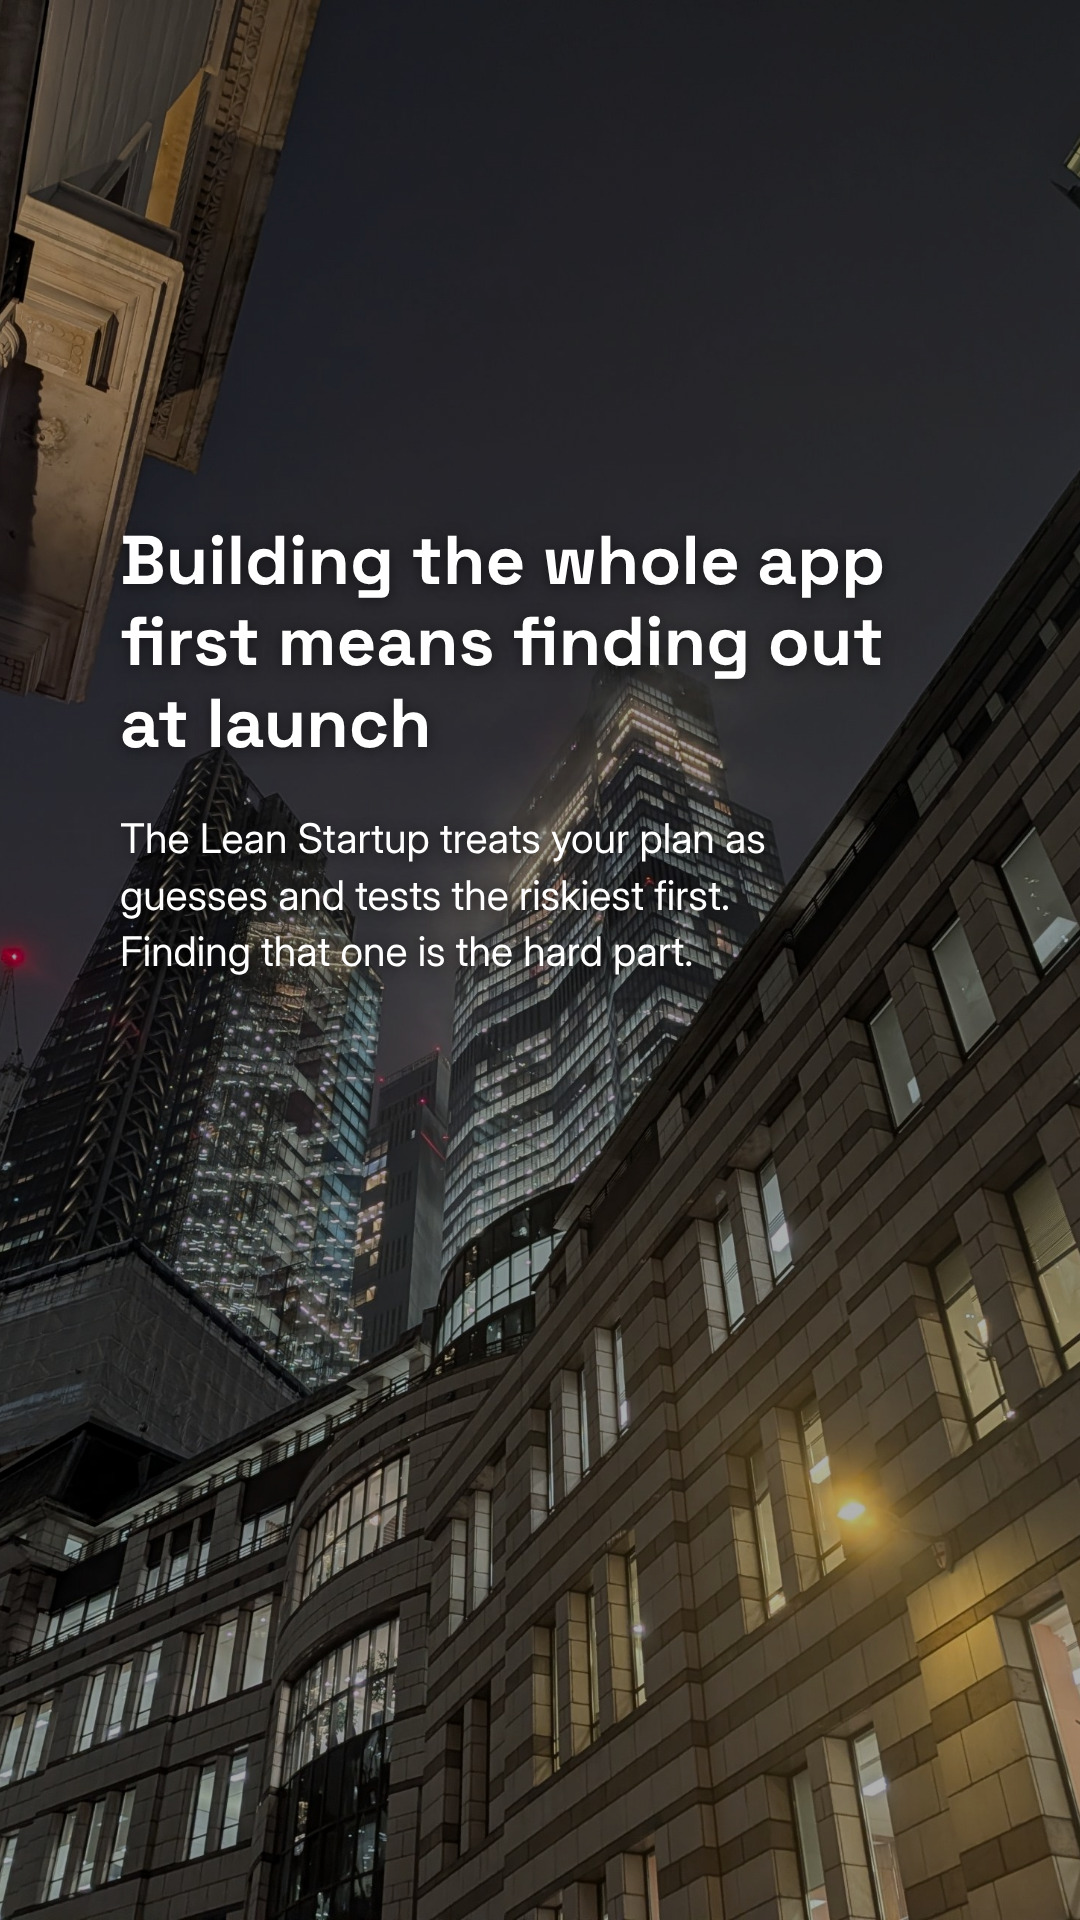 Building the whole app
first means finding out
at launch
The Lean Startup treats your plan as
guesses and tests the riskiest first.
Finding that one is the hard part.